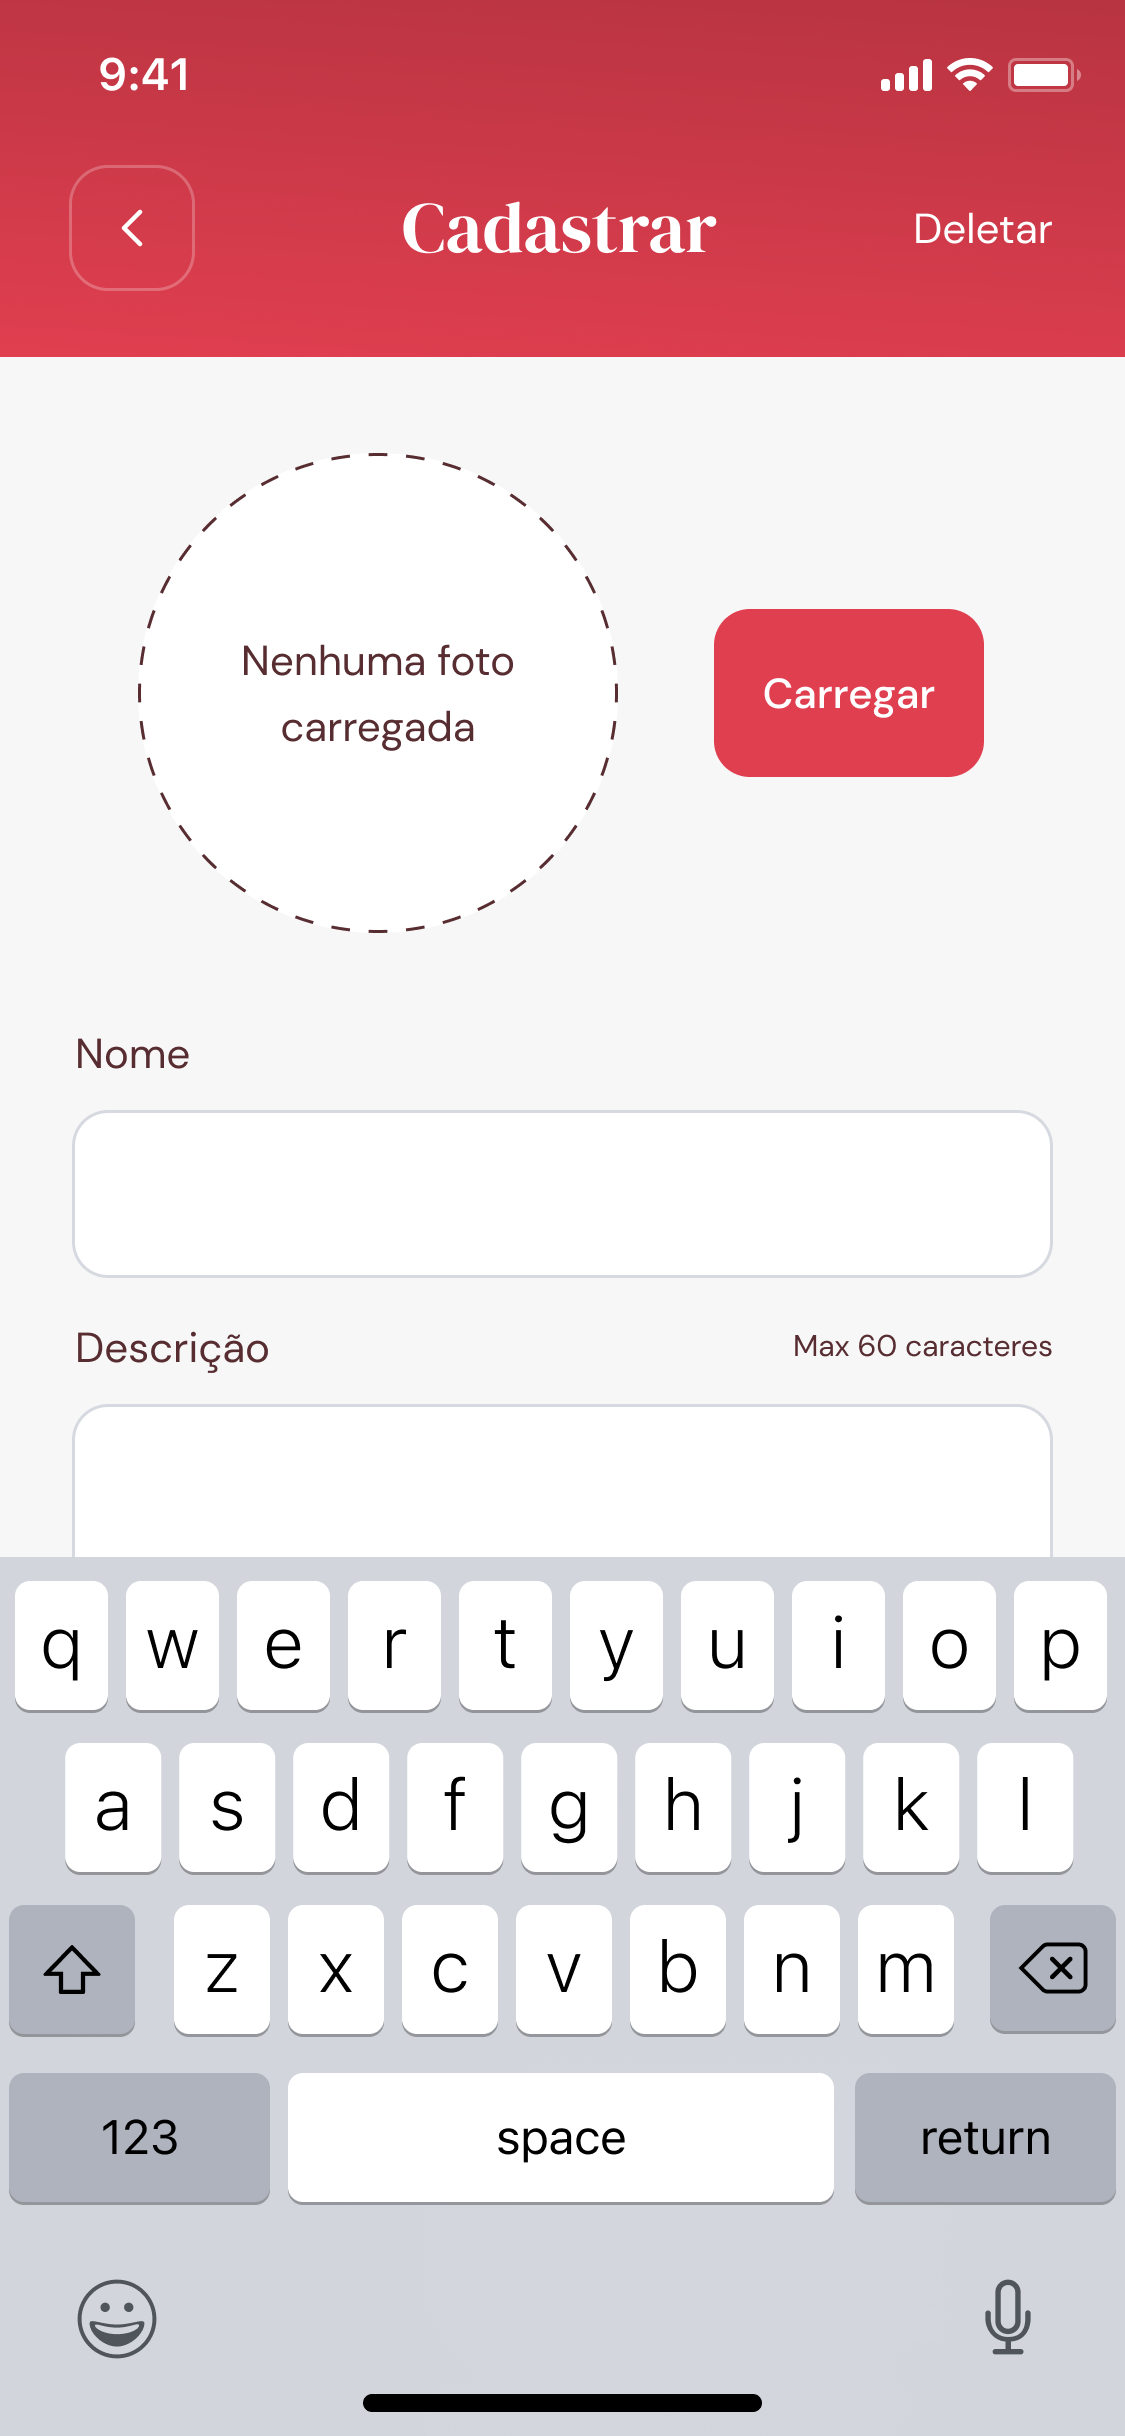 9:41
Cadastrar
Deletar
Nenhuma foto
carregada
Carregar
Nome
Descrição
Max 60 caracteres
q w e r t y u i o p
a s d f g h j k l
z x c v b n m
123 space return